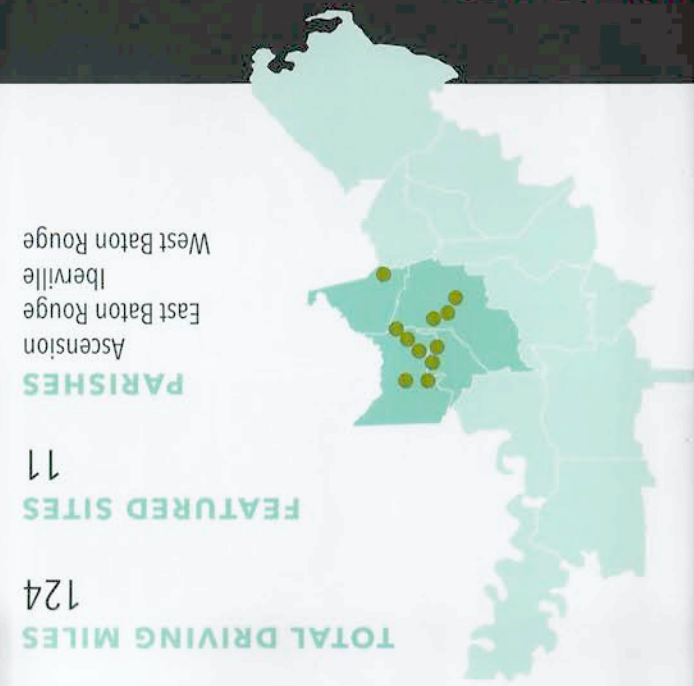 TOTAL DRIVING MILES
124
FEATURED SITES
11
PARISHES
Ascension
East Baton Rouge
Iberville
West Baton Rouge